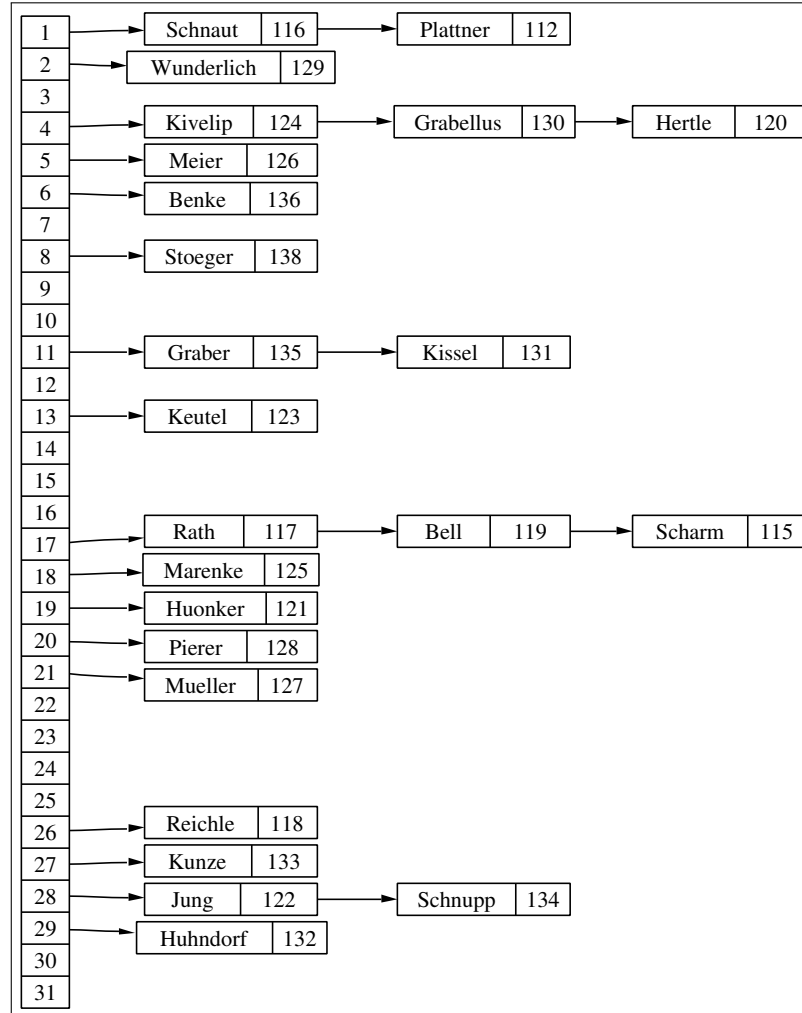 1 Schnaut 116 Plattner 112
2 Wunderlich 129
3
4 Kivelip 124 Grabellus 130 Hertle 120
5 Meier 126
6 Benke 136
7
8 Stoeger 138
9
10
11 Graber 135 Kissel 131
12
13 Keutel 123
14
15
16
17 Rath 117 Bell 119 Scharm 115
18 Marenke 125
19 Huonker 121
20 Pierer 128
21 Mueller 127
22
23
24
25
26 Reichle 118
27 Kunze 133
28 Jung 122 Schnupp 134
29 Huhndorf 132
30
31